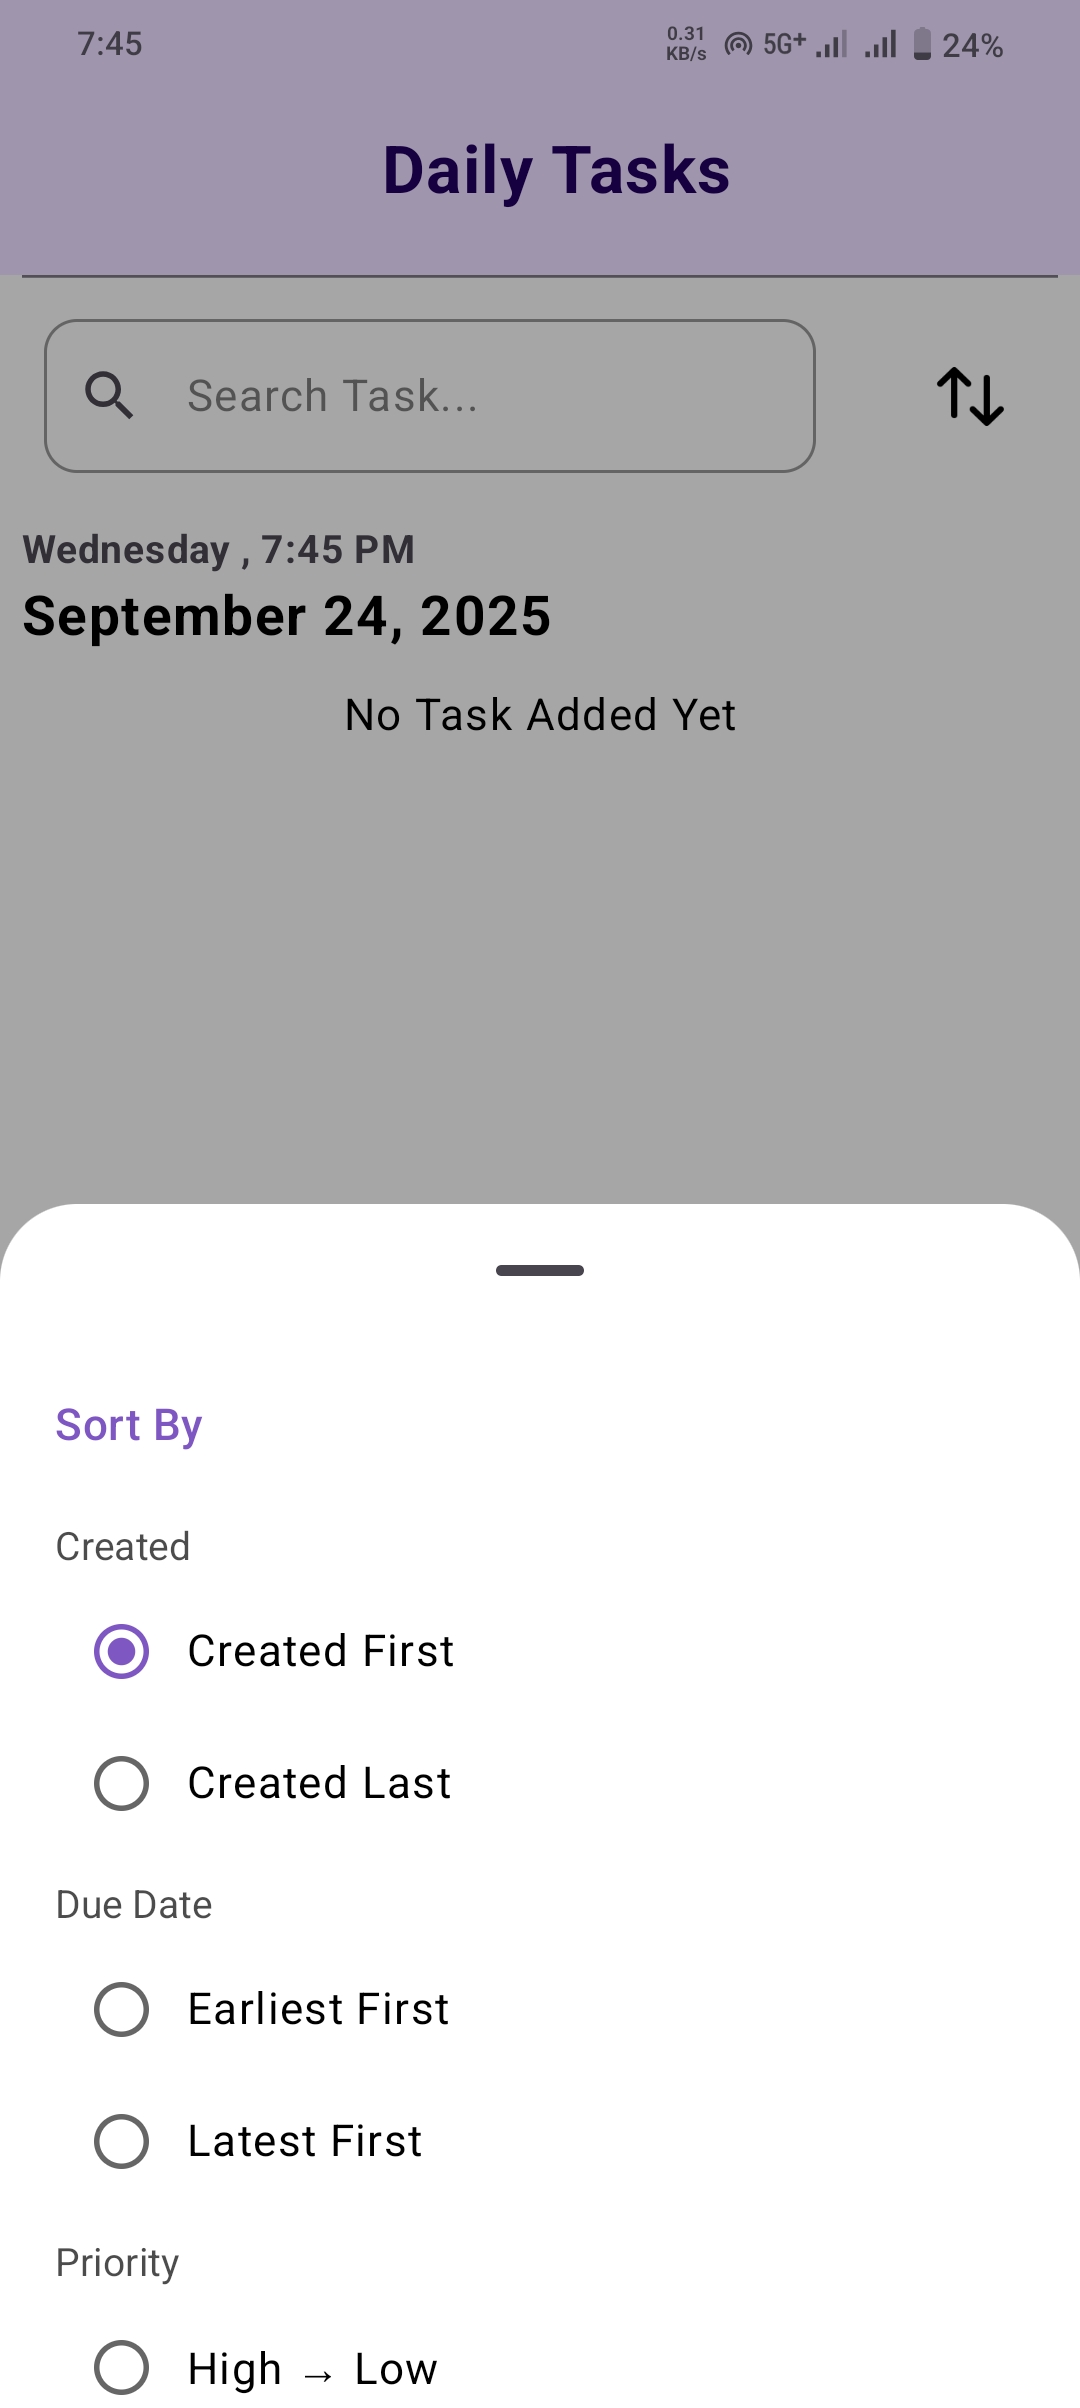 7:45
0.31
KB/s
5G+
24%
Daily Tasks
Search Task...
Wednesday , 7:45 PM
September 24, 2025
No Task Added Yet
Sort By
Created
Created First
Created Last
Due Date
Earliest First
Latest First
Priority
High → Low